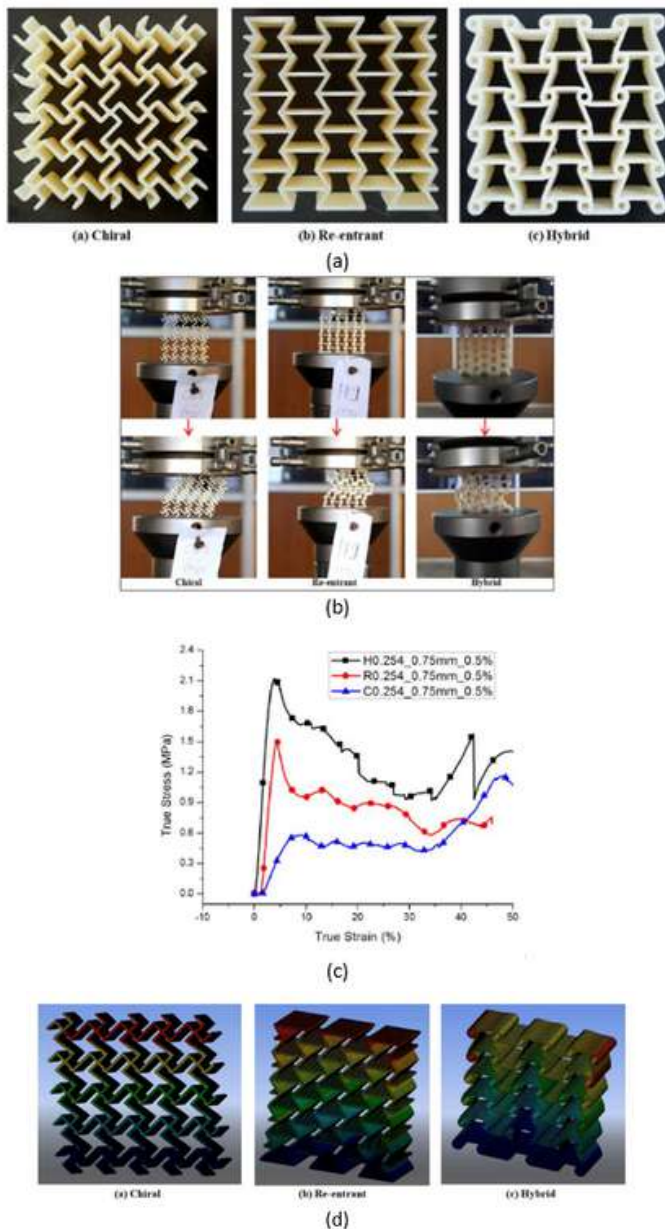 (a) Chiral (b) Re-entrant (c) Hybrid
(a)
Chiral Re-entrant Hybrid
(b)
H0.254_0.75mm_0.5%
R0.254_0.75mm_0.5%
C0.254_0.75mm_0.5%
True Stress (MPa)
2.4
2.1
1.8
1.5
1.2
0.9
0.6
0.3
0.0
-10 0 10 20 30 40 50
True Strain (%)
(c)
(a) Chiral (b) Re-entrant (c) Hybrid
(d)